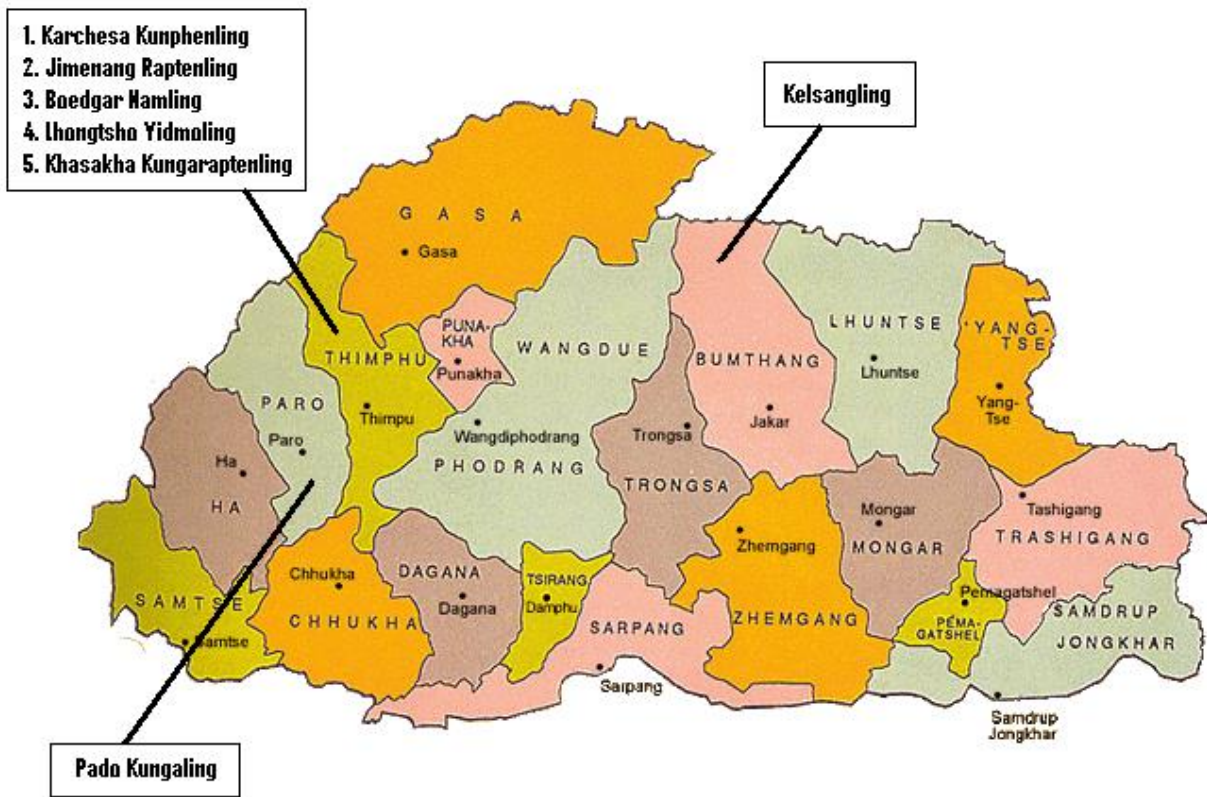 1. Karchesa Kunphenling
2. Jimenang Raptenling
3. Boedgar Namling
4. Lhongtsho Yidmoling
5. Khasakha Kungaraptenling
Kelsangling
GASA
Gasa
PUNA-
KHA
Punakha
THIMPHU
Thimpu
WANGDUE
Wangdiphodrang
PHODRANG
BUMTHANG
Jakar
LHUNTSE
Lhuntse
YANG-
TSE
Yang-
Tse
PARO
Paro
Ha
HA
Trongsa
TRONGSA
Zhemgang
ZHEMGANG
Mongar
MONGAR
Tashigang
TRASHIGANG
SAMTSE
Samtse
Chhukha
CHHUKHA
DAGANA
Dagana
TSIRANG
Damphu
SARPANG
Sarpang
Pemagatshel
PEMA-
GATSHEL
SAMDRUP
JONGKHAR
Samdrup
Jongkhar
Pado Kungaling